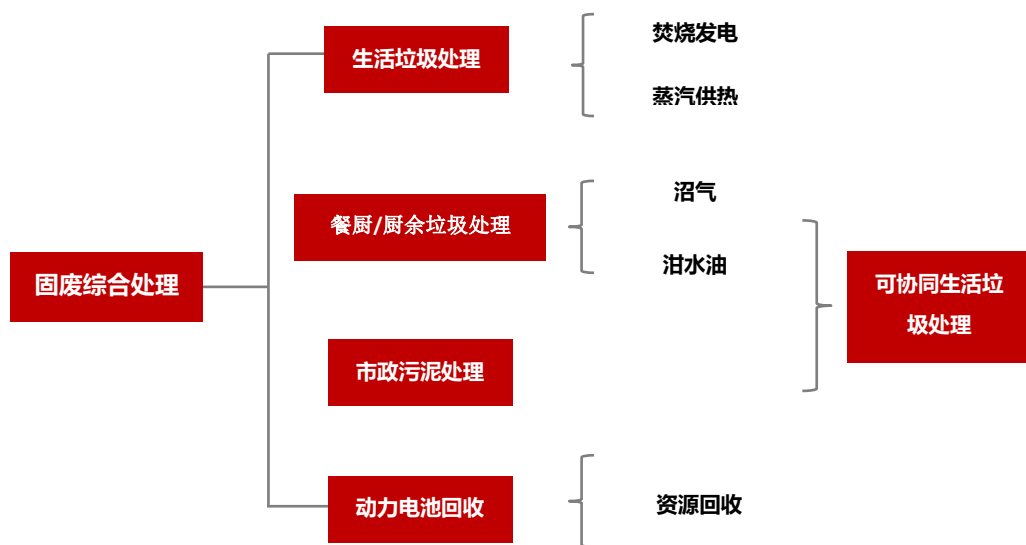 焚烧发电
生活垃圾处理
蒸汽供热
沼气
餐厨/厨余垃圾处理
泔水油
固废综合处理
可协同生活垃
圾处理
市政污泥处理
动力电池回收
资源回收